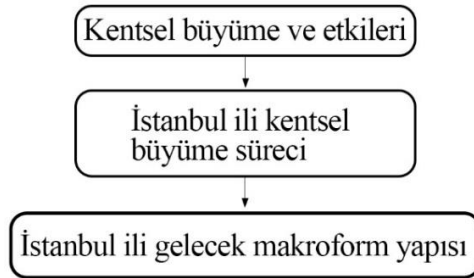 Kentsel büyüme ve etkileri
İstanbul ili kentsel
büyüme süreci
İstanbul ili gelecek makroform yapısı